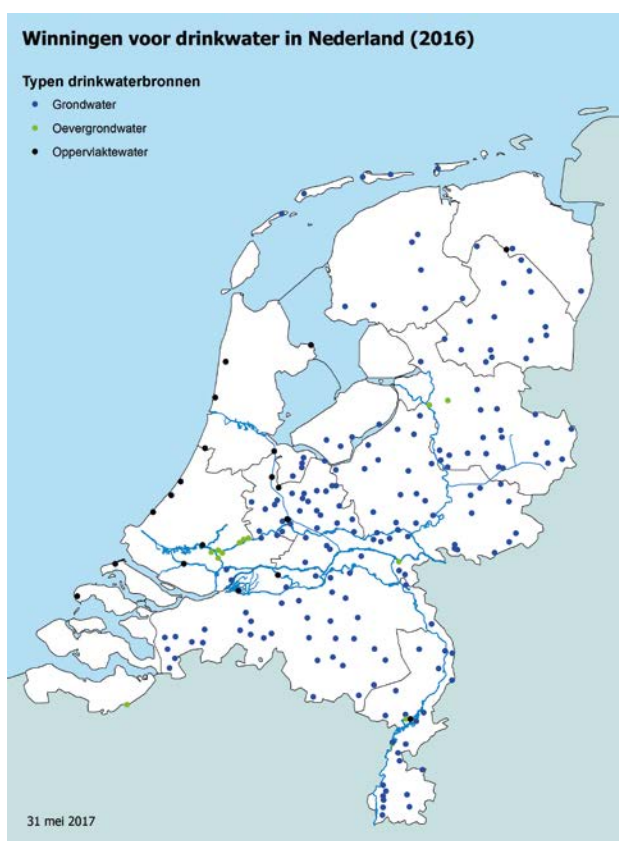 Winningen voor drinkwater in Nederland (2016)
Typen drinkwaterbronnen
Grondwater
Oevergrondwater
Oppervlaktewater
31 mei 2017